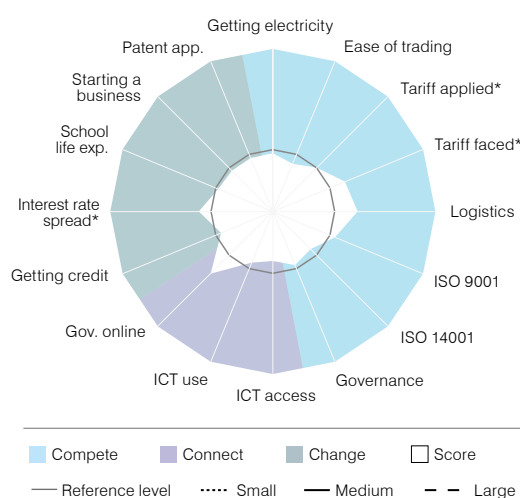 Getting electricity
Patent app.
Ease of trading
Starting a
business
Tariff applied*
School
life exp.
Tariff faced*
Interest rate
spread*
Logistics
Getting credit
ISO 9001
Gov. online
ISO 14001
ICT use
Governance
ICT access
Compete Connect Change Score
Reference level Small Medium Large